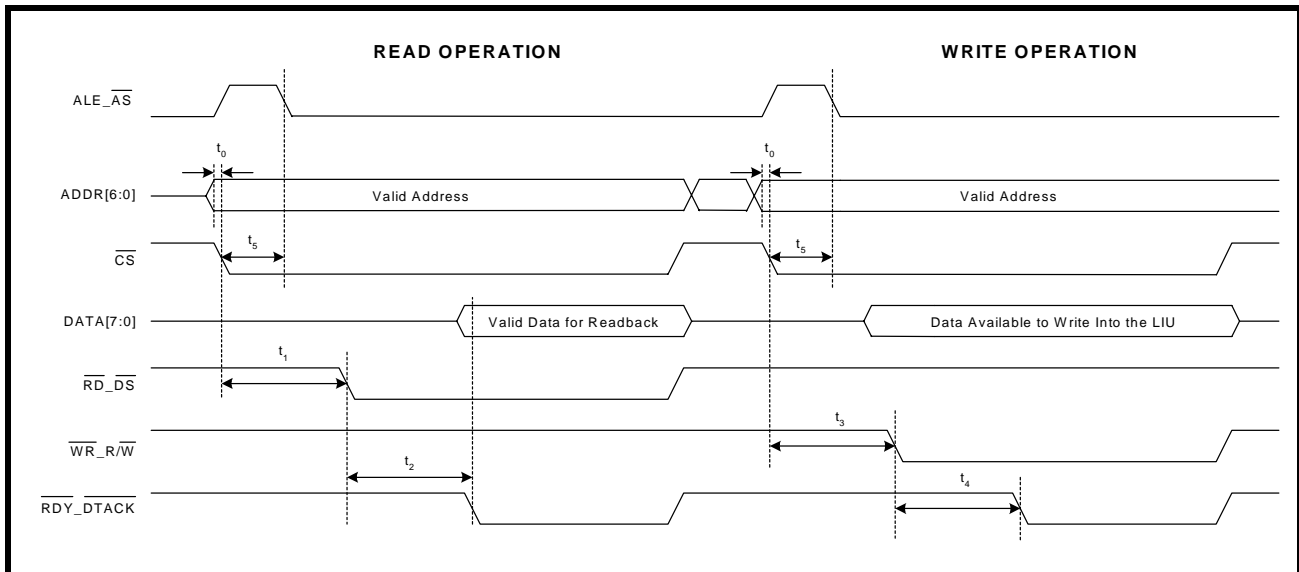 READ OPERATION WRITE OPERATION
ALE_AS
t0 t0
ADDR[6:0] Valid Address Valid Address
t5 t5
CS
DATA[7:0] Valid Data for Readback Data Available to Write Into the LIU
t1
RD_DS
t3
WR_R/W
t2 t4
RDY_DTACK